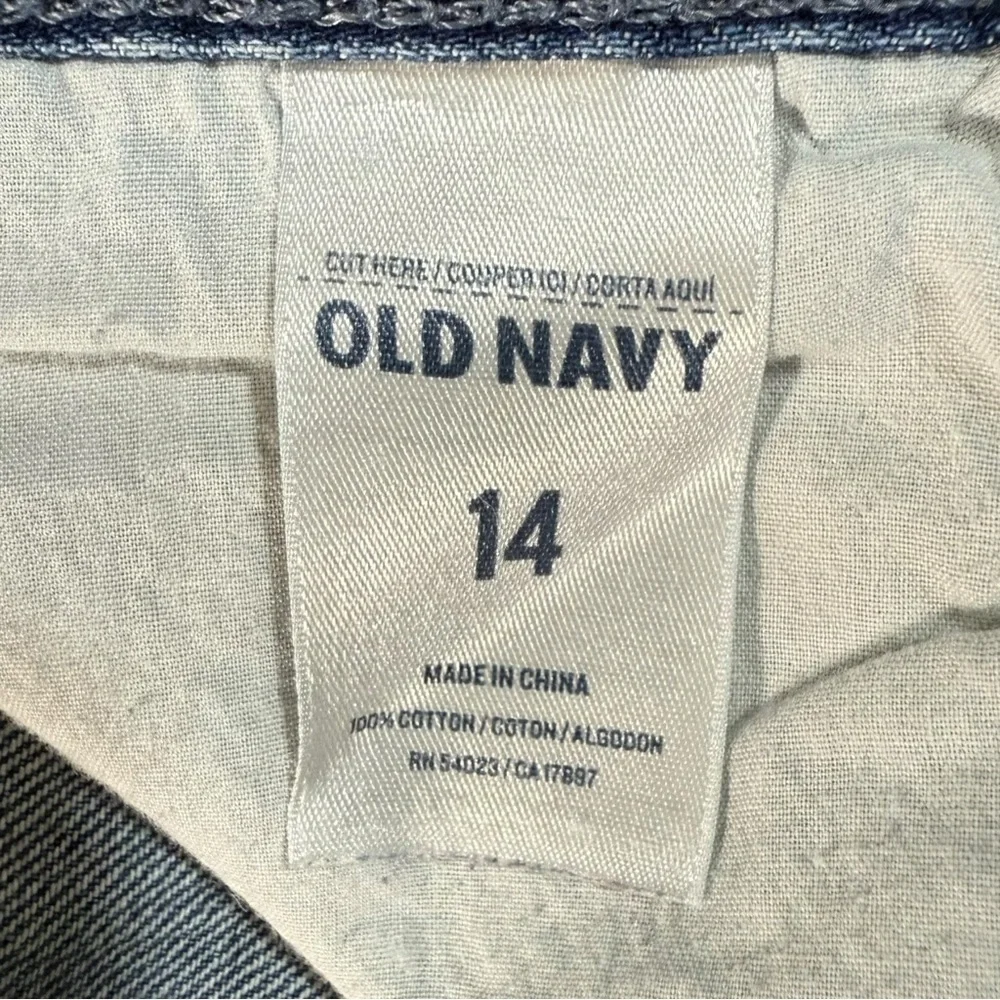 CUT HERE / COUPER ICI / CORTA AQUÍ
OLD NAVY
14
MADE IN CHINA
100% COTTON / COTON / ALGODON
RN 54023 / CA 17897